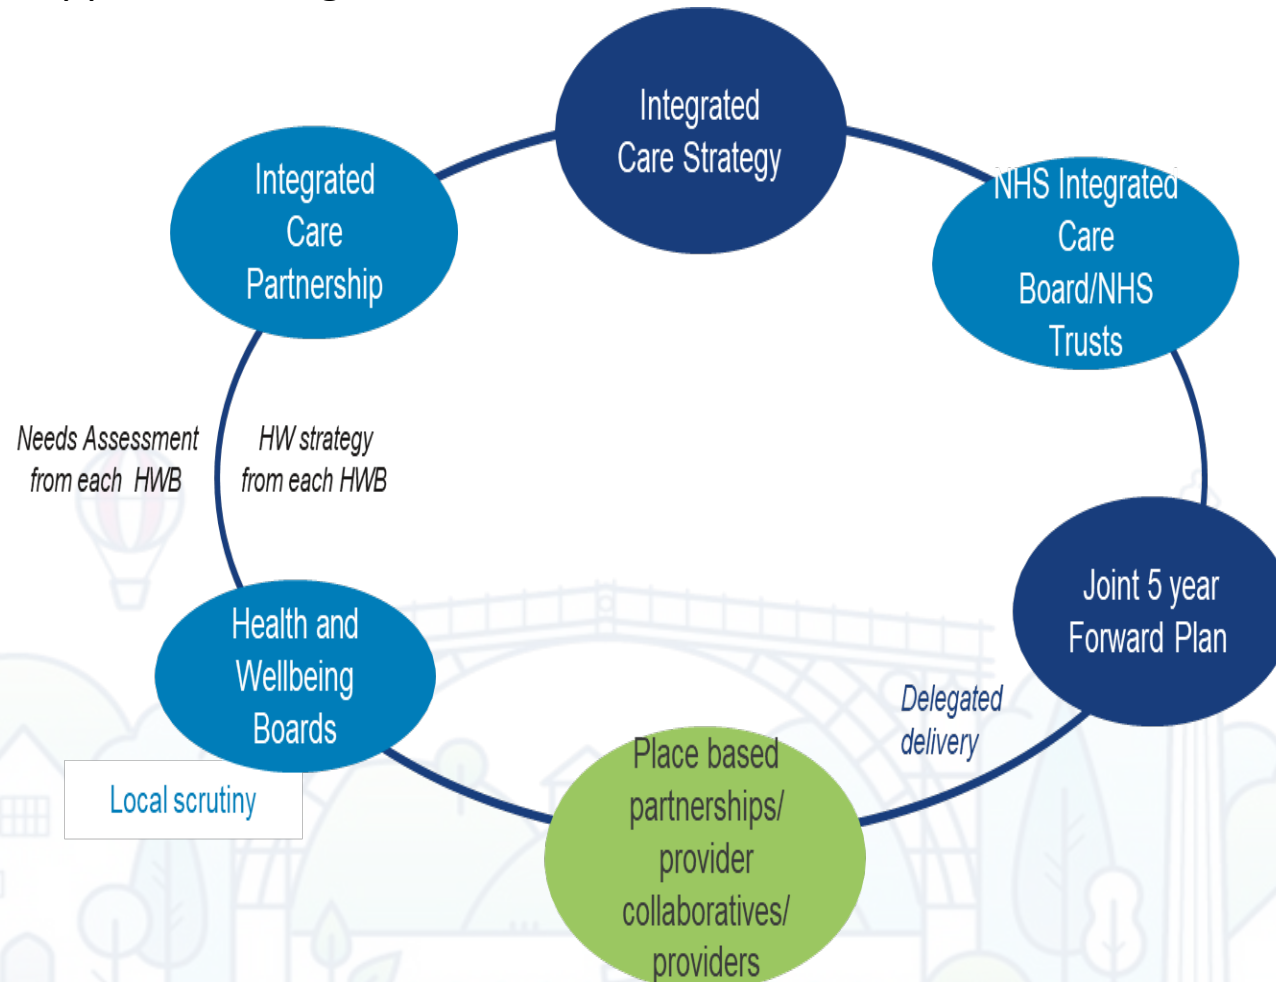 Integrated
Care Strategy
Integrated
Care
Partnership
NHS Integrated
Care
Board/NHS
Trusts
Needs Assessment
from each HWB
HW strategy
from each HWB
Joint 5 year
Forward Plan
Health and
Wellbeing
Boards
Delegated
delivery
Local scrutiny
Place based
partnerships/
provider
collaboratives/
providers